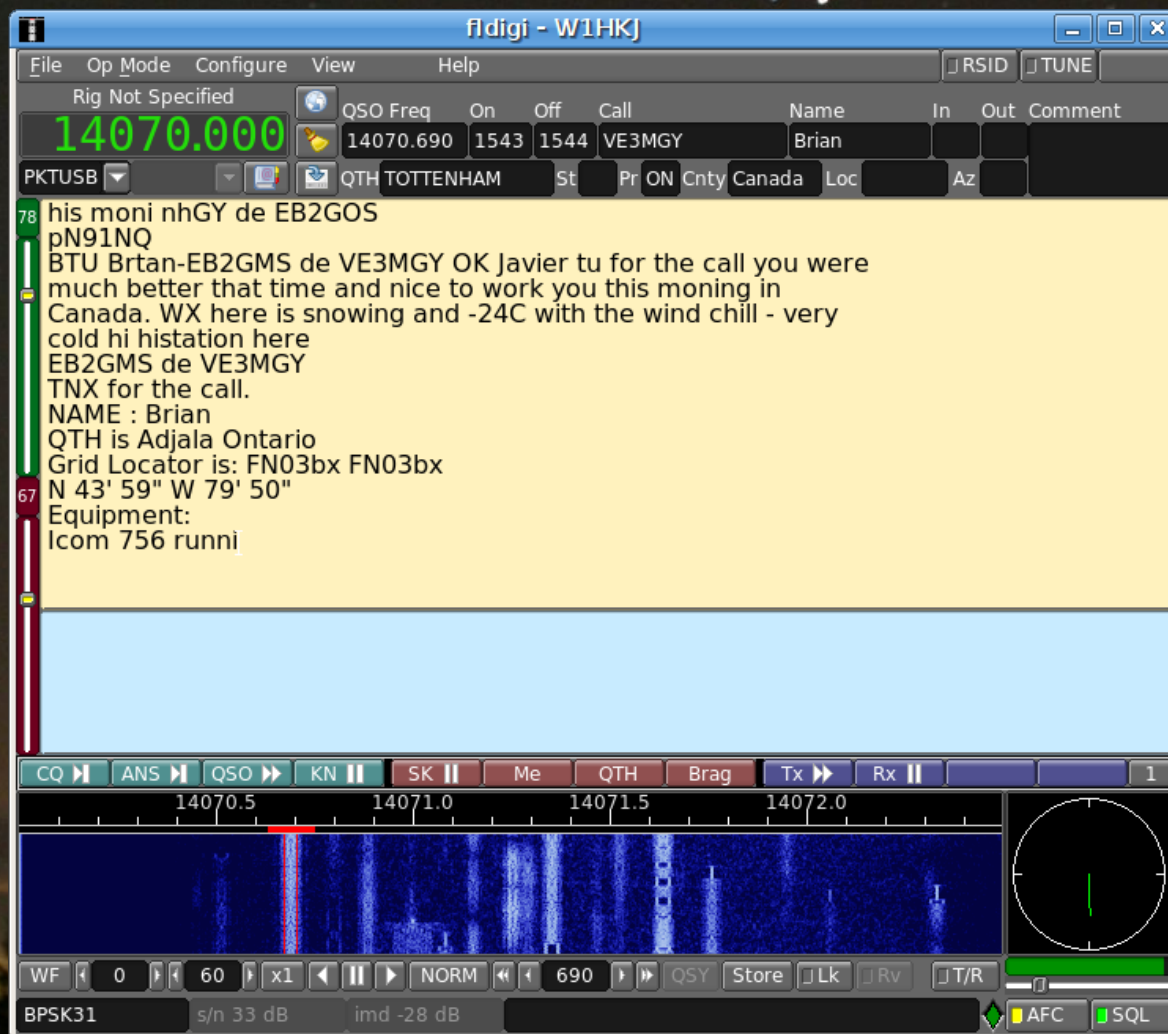 fldigi - W1HKJ
File Op Mode Configure View Help RSID TUNE
Rig Not Specified
QSO Freq On Off Call Name In Out Comment
14070.000 14070.690 1543 1544 VE3MGY Brian
PKTUSB QTH TOTTENHAM St Pr ON Cnty Canada Loc Az
78
his moni nhGY de EB2GOS
pN91NQ
BTU Brtan-EB2GMS de VE3MGY OK Javier tu for the call you were
much better that time and nice to work you this moning in
Canada. WX here is snowing and -24C with the wind chill - very
cold hi histation here
EB2GMS de VE3MGY
TNX for the call.
NAME : Brian
QTH is Adjala Ontario
Grid Locator is: FN03bx FN03bx
67
N 43' 59" W 79' 50"
Equipment:
Icom 756 runni
CQ ANS QSO KN SK Me QTH Brag Tx Rx 1
14070.5 14071.0 14071.5 14072.0
WF 0 60 x1 NORM 690 QSY Store Lk Rv T/R
BPSK31 s/n 33 dB imd -28 dB AFC SQL